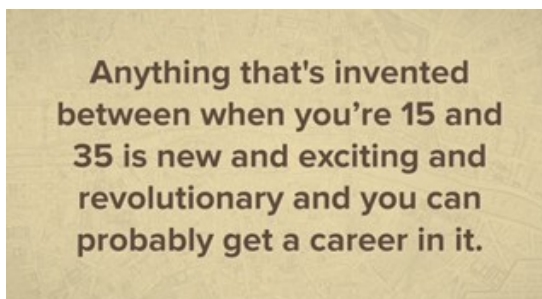 Anything that's invented
between when you’re 15 and
35 is new and exciting and
revolutionary and you can
probably get a career in it.